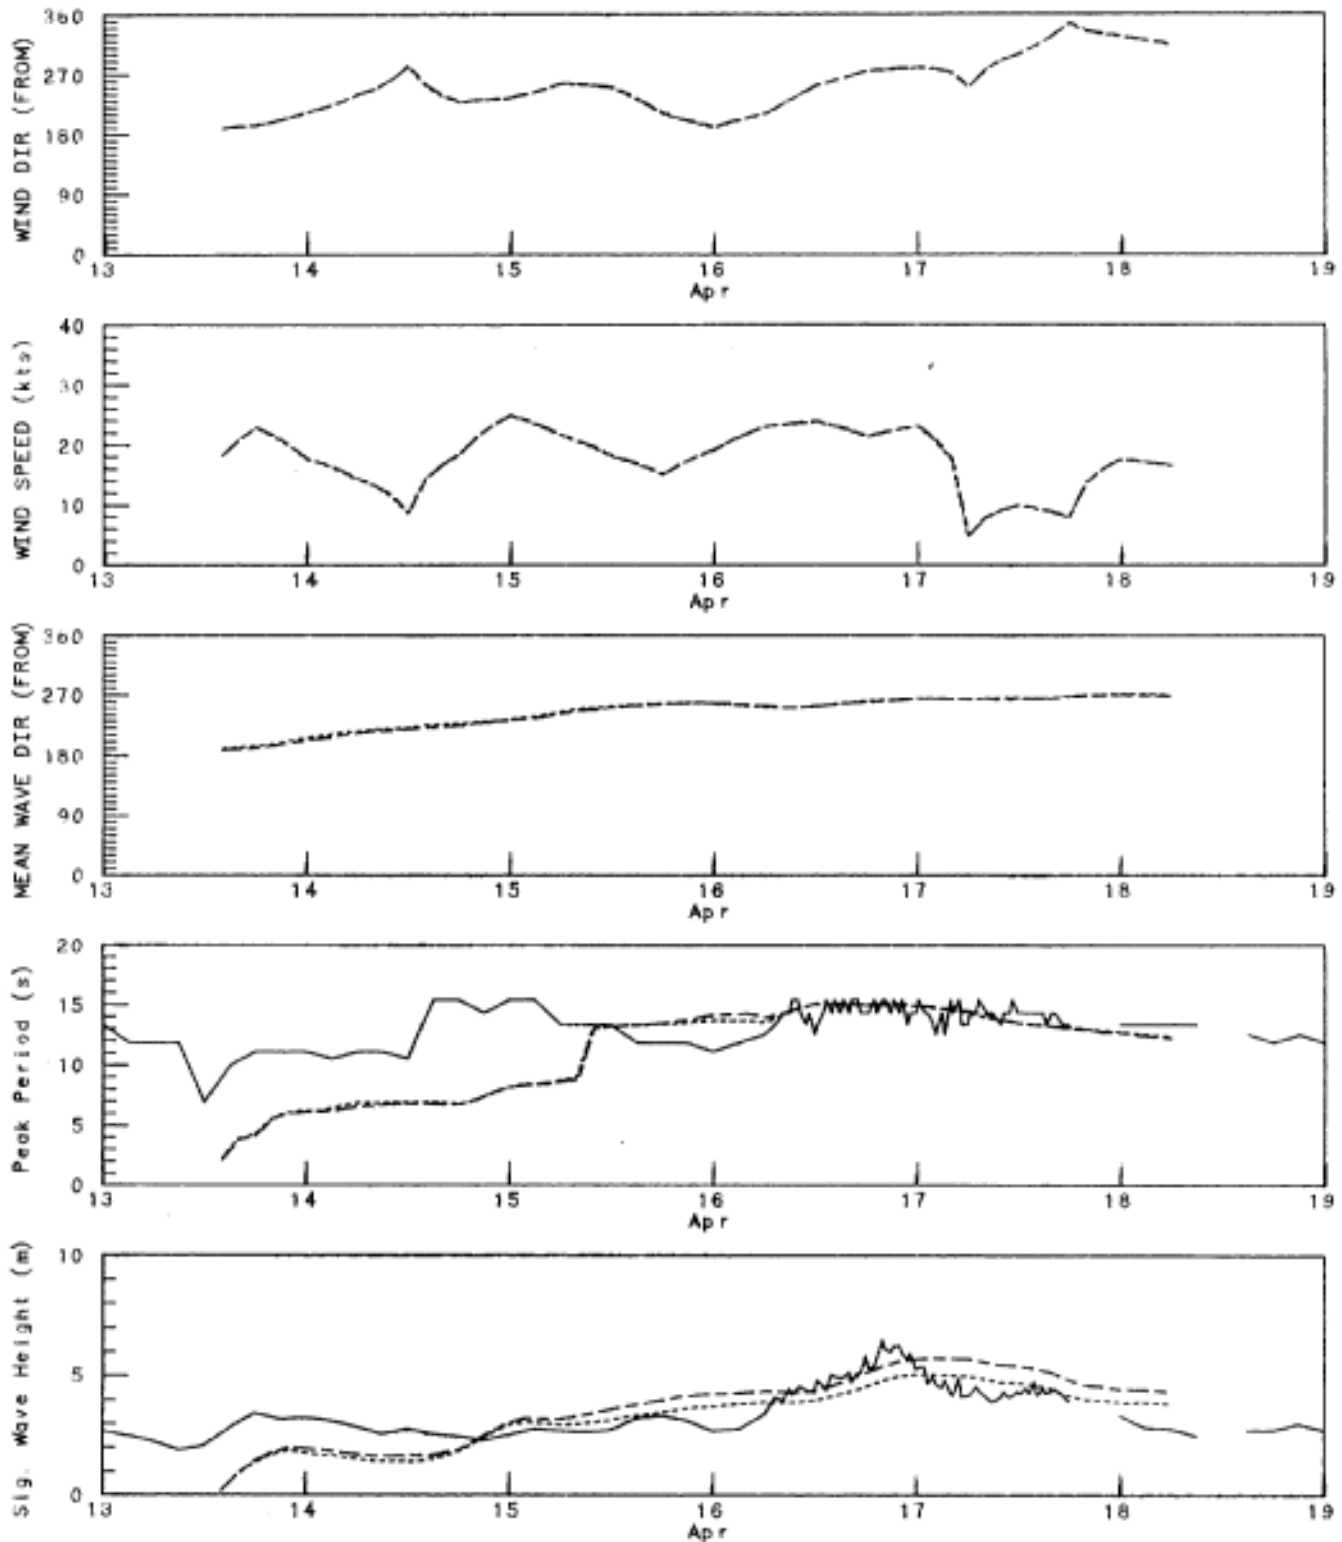 WIND DIR (FROM)
360
270
180
90
0
13 14 15 16 17 18 19
Apr
WIND SPEED (kts)
40
30
20
10
0
13 14 15 16 17 18 19
Apr
MEAN WAVE DIR (FROM)
360
270
180
90
0
13 14 15 16 17 18 19
Apr
Peak Period (s)
20
15
10
5
0
13 14 15 16 17 18 19
Apr
Sig. Wave Height (m)
10
5
0
13 14 15 16 17 18 19
Apr